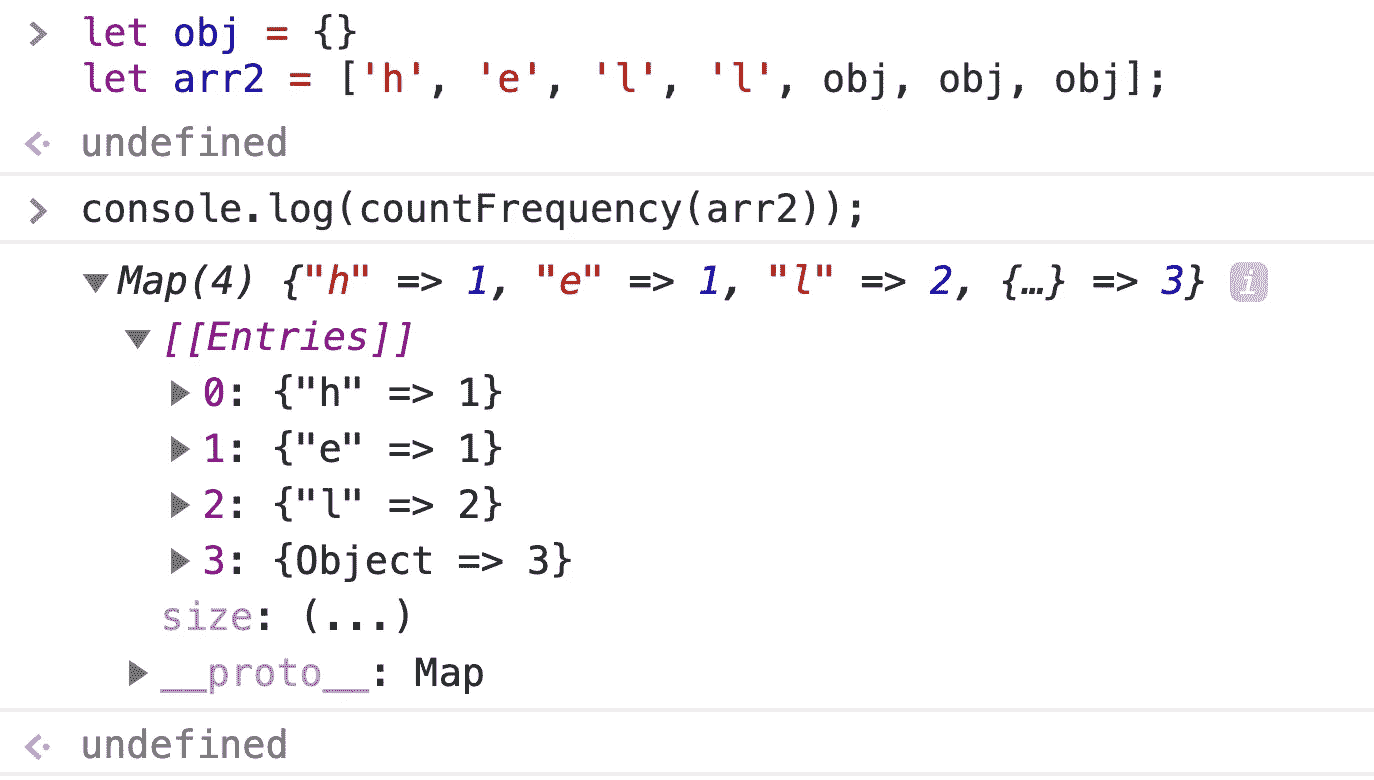 let obj = {}
let arr2 = ['h', 'e', 'l', 'l', obj, obj, obj];
undefined
console.log(countFrequency(arr2));
Map(4) {"h" => 1, "e" => 1, "l" => 2, {…} => 3} i
[[Entries]]
0: {"h" => 1}
1: {"e" => 1}
2: {"l" => 2}
3: {Object => 3}
size: (...)
__proto__: Map
undefined